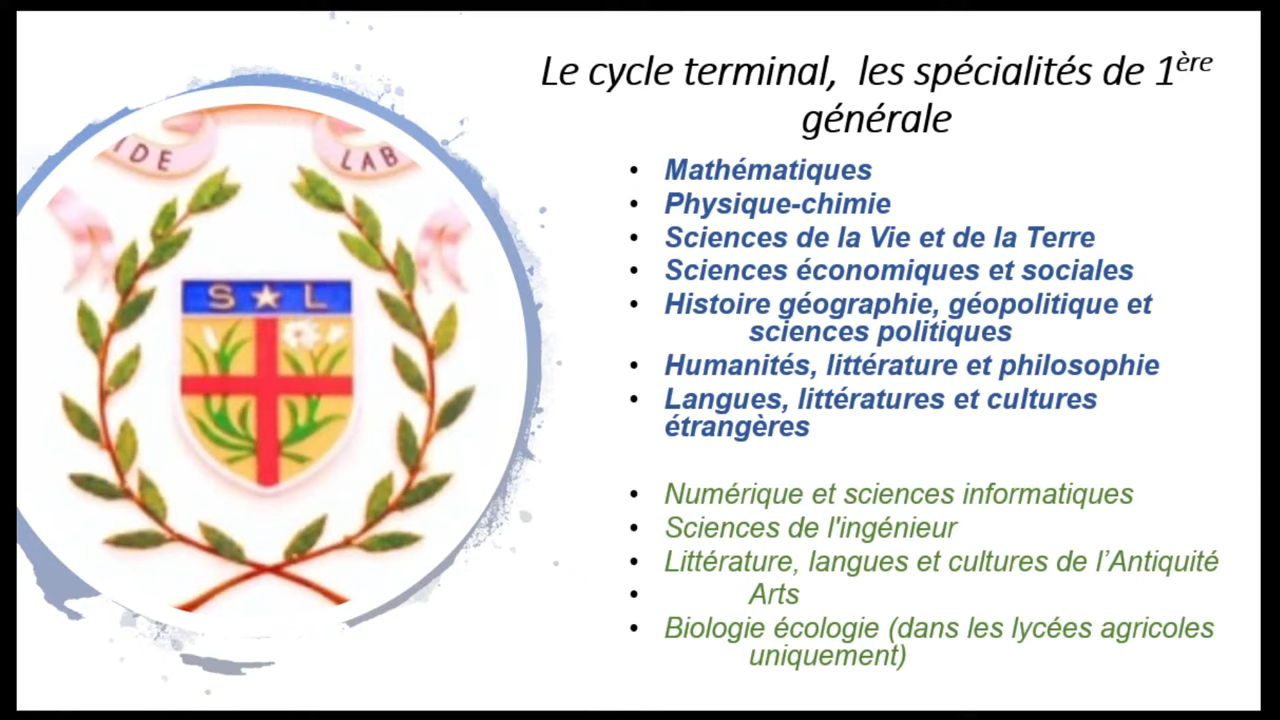 IDE
LAB
S ★ L
Le cycle terminal, les spécialités de 1ère
générale
• Mathématiques
• Physique-chimie
• Sciences de la Vie et de la Terre
• Sciences économiques et sociales
• Histoire géographie, géopolitique et
sciences politiques
• Humanités, littérature et philosophie
• Langues, littératures et cultures
étrangères
• Numérique et sciences informatiques
• Sciences de l'ingénieur
• Littérature, langues et cultures de l’Antiquité
• Arts
• Biologie écologie (dans les lycées agricoles
uniquement)